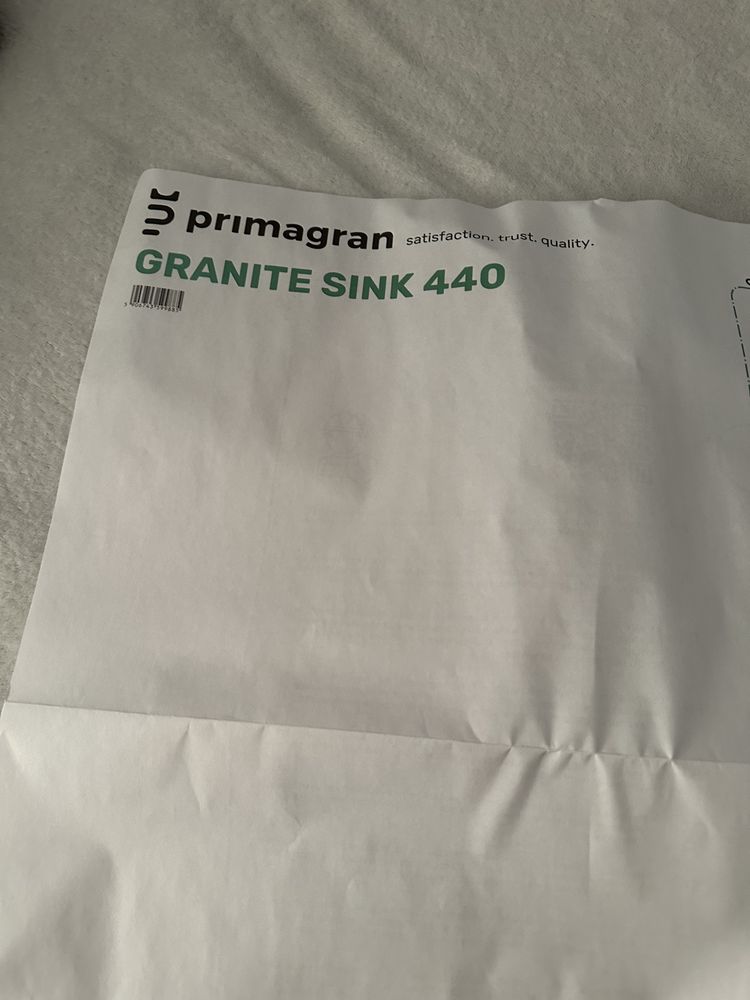 primagran satisfaction. trust. quality.
GRANITE SINK 440